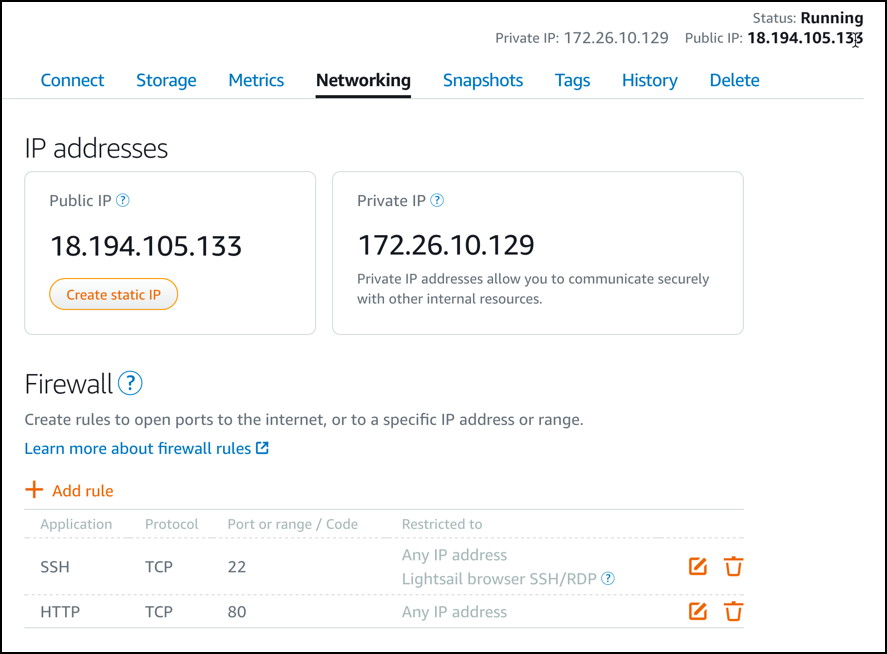 Status: Running
Private IP: 172.26.10.129 Public IP: 18.194.105.133
Connect Storage Metrics Networking Snapshots Tags History Delete
IP addresses
Public IP ?
18.194.105.133
Create static IP
Private IP ?
172.26.10.129
Private IP addresses allow you to communicate securely
with other internal resources.
Firewall ?
Create rules to open ports to the internet, or to a specific IP address or range.
Learn more about firewall rules
+ Add rule
Application Protocol Port or range / Code Restricted to
SSH TCP 22 Any IP address
Lightsail browser SSH/RDP ?
HTTP TCP 80 Any IP address